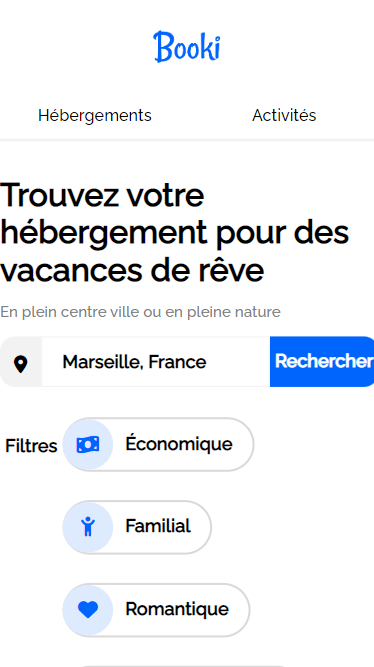 Booki
Hébergements
Activités
Trouvez votre
hébergement pour des
vacances de rêve
En plein centre ville ou en pleine nature
Marseille, France
Rechercher
Filtres
Économique
Familial
Romantique